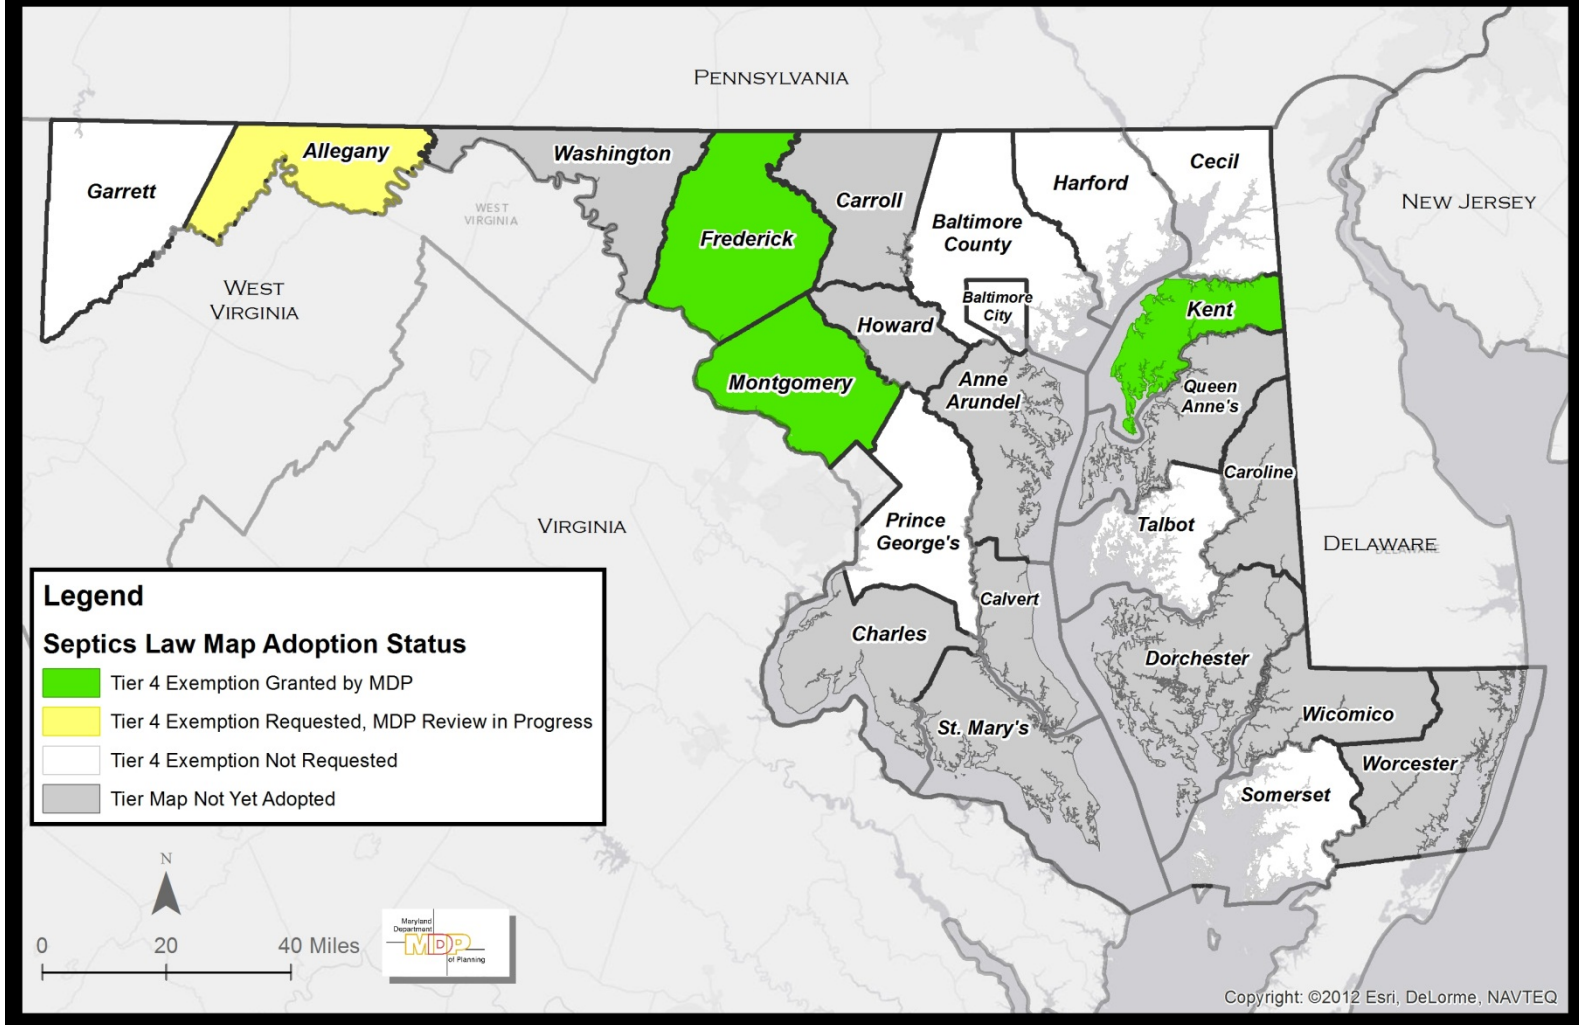 PENNSYLVANIA
Garrett
Allegany
Washington
Frederick
Carroll
Baltimore
County
Harford
Cecil
NEW JERSEY
WEST
VIRGINIA
WEST
VIRGINIA
Baltimore
City
Howard
Kent
Montgomery
Anne
Arundel
Queen
Anne's
Caroline
VIRGINIA
Prince
George's
Talbot
DELAWARE
DELAWARE
Calvert
Charles
Dorchester
St. Mary's
Wicomico
Worcester
Somerset
Legend
Septics Law Map Adoption Status
Tier 4 Exemption Granted by MDP
Tier 4 Exemption Requested, MDP Review in Progress
Tier 4 Exemption Not Requested
Tier Map Not Yet Adopted
N
0 20 40 Miles
Maryland
Department
MDP
of Planning
Copyright: ©2012 Esri, DeLorme, NAVTEQ